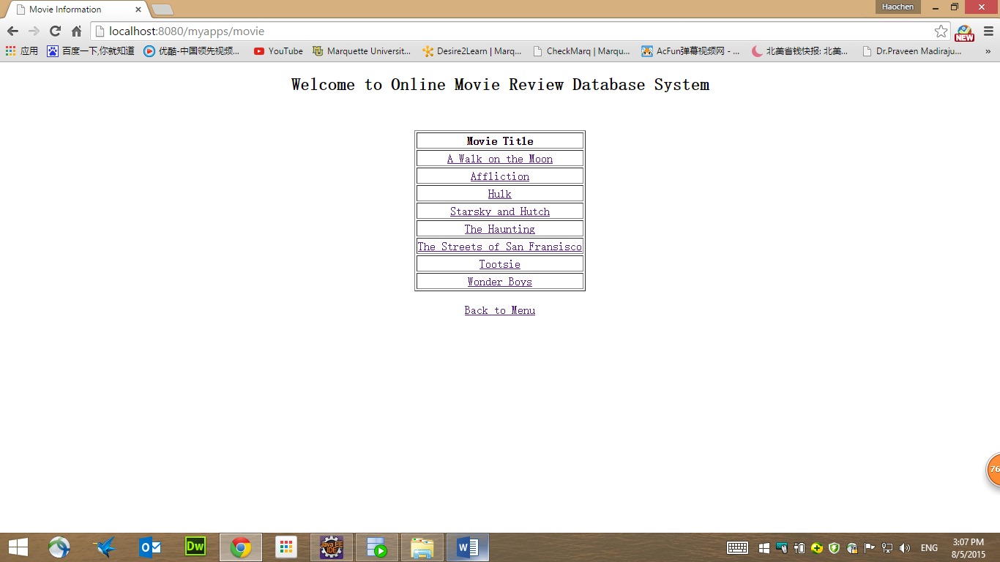 Movie Information
Haochen
localhost:8080/myapps/movie
NEW
应用 百度一下,你就知道 优酷-中国领先视频... YouTube Marquette Universit... Desire2Learn | Marq... CheckMarq | Marqu... AcFun弹幕视频网 - ... 北美省钱快报: 北美... Dr.Praveen Madiraju... »
Welcome to Online Movie Review Database System
Movie Title
A Walk on the Moon
Affliction
Hulk
Starsky and Hutch
The Haunting
The Streets of San Fransisco
Tootsie
Wonder Boys
Back to Menu
76
Dw
Java EE
IDE
ENG
3:07 PM
8/5/2015